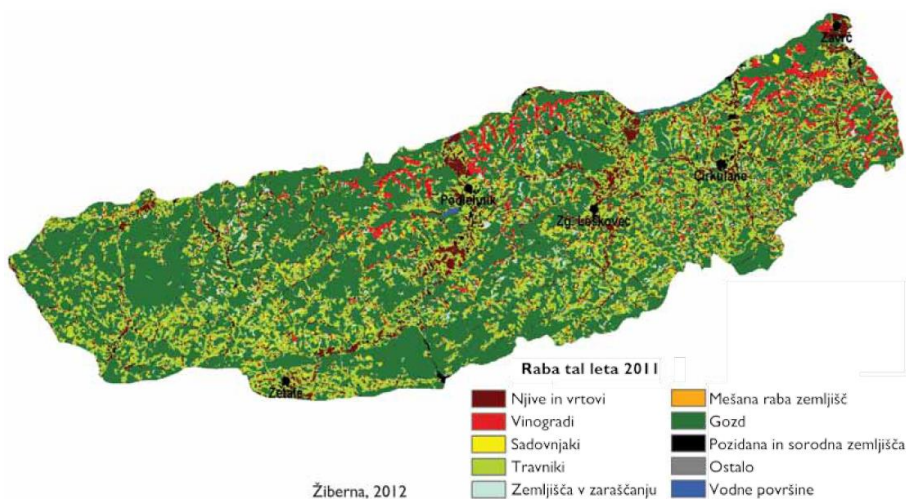 Zavrč
Cirkulane
Podlehnik
Zg. Leskovec
Žetale
Raba tal leta 2011
Njive in vrtovi
Vinogradi
Sadovnjaki
Travniki
Zemljišča v zaraščanju
Mešana raba zemljišč
Gozd
Pozidana in sorodna zemljišča
Ostalo
Vodne površine
Žiberna, 2012